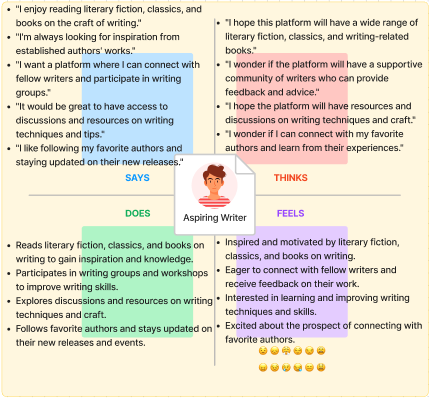 "I enjoy reading literary fiction, classics, and
books on the craft of writing."
"I'm always looking for inspiration from
established authors' works."
"I want a platform where I can connect with
fellow writers and participate in writing
groups."
"It would be great to have access to
discussions and resources on writing
techniques and tips."
"I like following my favorite authors and
staying updated on their new releases."
SAYS
"I hope this platform will have a wide range
of literary fiction, classics, and writing-related
books."
"I wonder if the platform will have a supportive
community of writers who can provide
feedback and advice."
"I hope the platform will have resources and
discussions on writing techniques and craft."
"I wonder if I can connect with my favorite
authors and learn from their experiences."
THINKS
Aspiring Writer
DOES
Reads literary fiction, classics, and books on
writing to gain inspiration and knowledge.
Participates in writing groups and workshops
to improve writing skills.
Explores discussions and resources on writing
techniques and craft.
Follows favorite authors and stays updated on
their new releases and events.
FEELS
Inspired and motivated by literary fiction,
classics, and books on writing.
Eager to connect with fellow writers and
receive feedback on their work.
Interested in learning and improving writing
techniques and skills.
Excited about the prospect of connecting with
favorite authors.